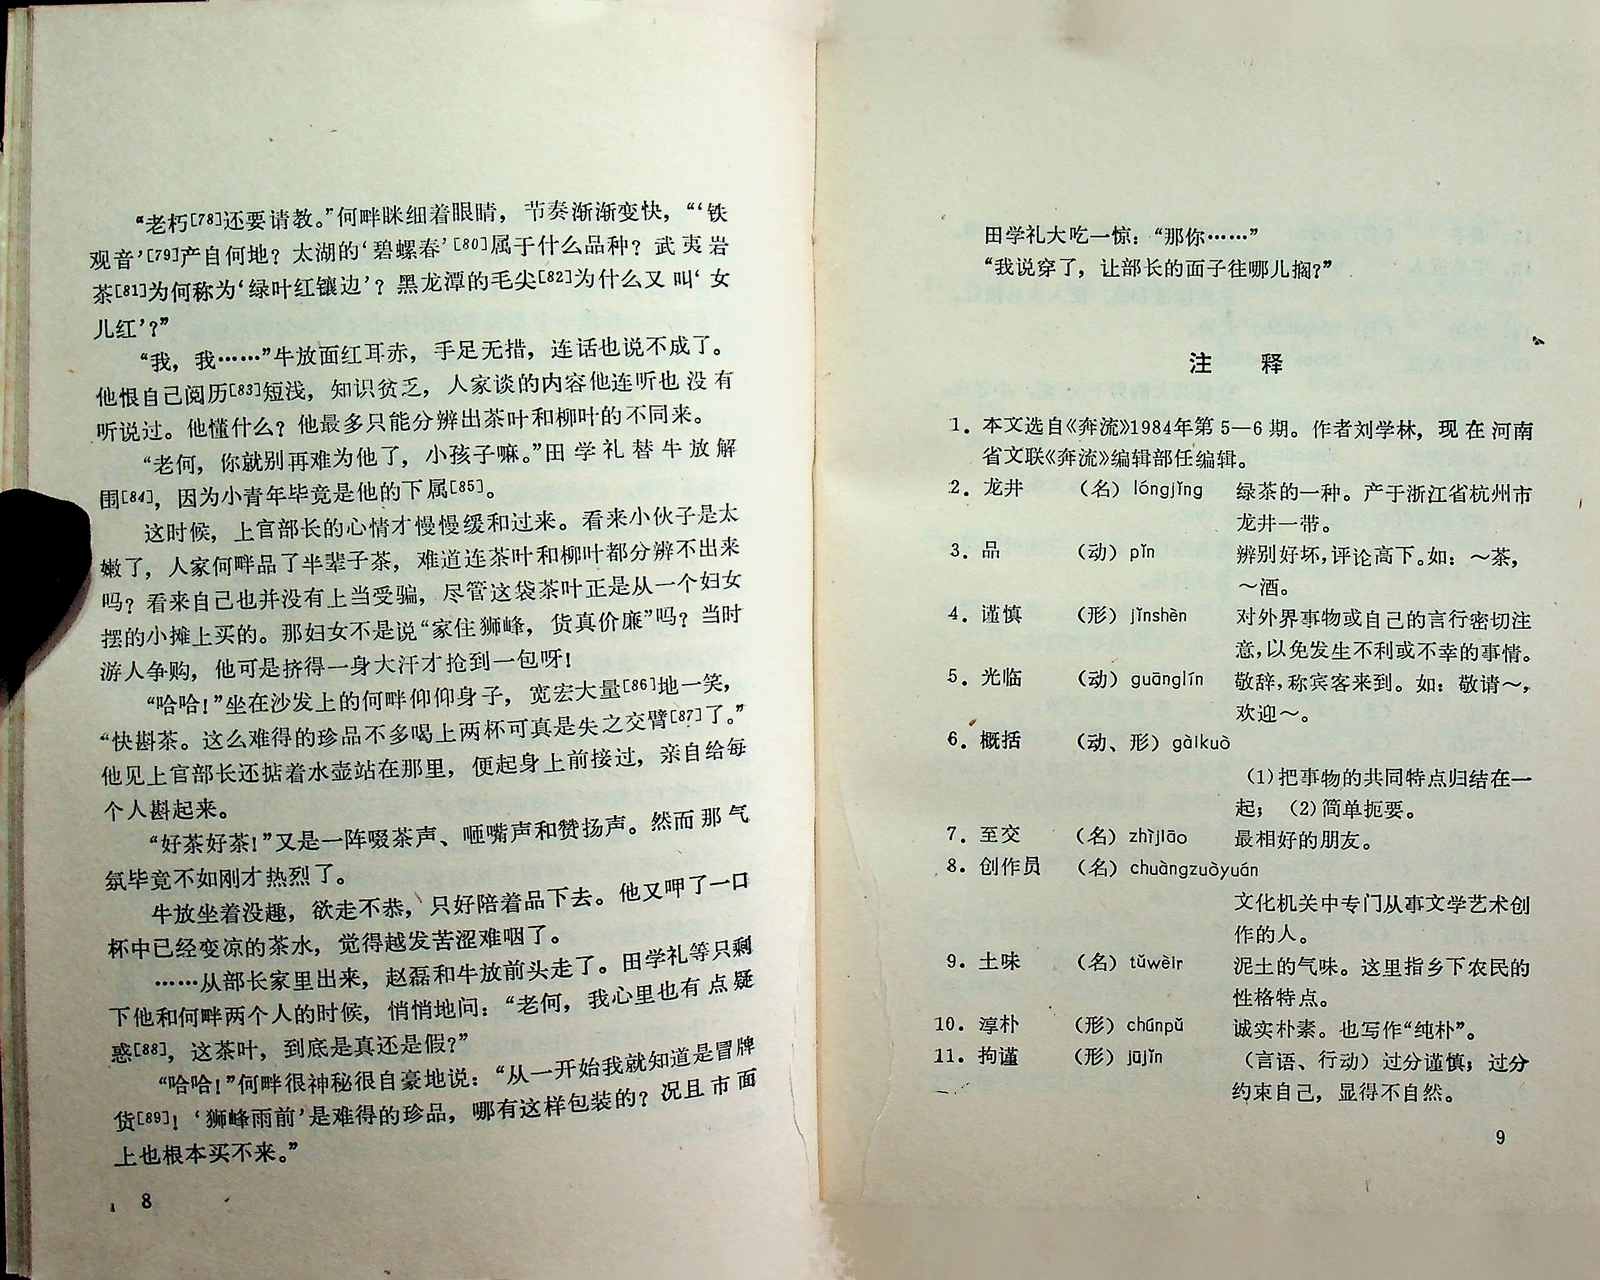 “老朽[78]还要请教。”何畔眯细着眼睛，节奏渐渐变快，“‘铁
观音’[79]产自何地？太湖的‘碧螺春’[80]属于什么品种？武夷岩
茶[81]为何称为‘绿叶红镶边’？黑龙潭的毛尖[82]为什么又叫‘女
儿红’？”
“我，我……”牛放面红耳赤，手足无措，连话也说不成了。
他恨自己阅历[83]短浅，知识贫乏，人家谈的内容他连听也没有
听说过。他懂什么？他最多只能分辨出茶叶和柳叶的不同来。
“老何，你就别再难为他了，小孩子嘛。”田学礼替牛放解
围[84]，因为小青年毕竟是他的下属[85]。
这时候，上官部长的心情才慢慢缓和过来。看来小伙子是太
嫩了，人家何畔品了半辈子茶，难道连茶叶和柳叶都分辨不出来
吗？看来自己也并没有上当受骗，尽管这袋茶叶正是从一个妇女
摆的小摊上买的。那妇女不是说“家住狮峰，货真价廉”吗？当时
游人争购，他可是挤得一身大汗才抢到一包呀！
“哈哈！”坐在沙发上的何畔仰仰身子，宽宏大量[86]地一笑，
“快斟茶。这么难得的珍品不多喝上两杯可真是失之交臂[87]了。”
他见上官部长还掂着水壶站在那里，便起身上前接过，亲自给每
个人斟起来。
“好茶好茶！”又是一阵啜茶声、咂嘴声和赞扬声。然而那气
氛毕竟不如刚才热烈了。
牛放坐着没趣，欲走不恭，只好陪着品下去。他又呷了一口
杯中已经变凉的茶水，觉得越发苦涩难咽了。
……从部长家里出来，赵磊和牛放前头走了。田学礼等只剩
下他和何畔两个人的时候，悄悄地问：“老何，我心里也有点疑
惑[88]，这茶叶，到底是真还是假？”
“哈哈！”何畔很神秘很自豪地说：“从一开始我就知道是冒牌
货[89]！‘狮峰雨前’是难得的珍品，哪有这样包装的？况且市面
上也根本买不来。”
8
田学礼大吃一惊：“那你……”
“我说穿了，让部长的面子往哪儿搁？”
注 释
1．本文选自《奔流》1984年第5—6期。作者刘学林，现在河南
省文联《奔流》编辑部任编辑。
2．龙井 （名）lóngjǐng 绿茶的一种。产于浙江省杭州市
龙井一带。
3．品 （动）pǐn 辨别好坏，评论高下。如：～茶，
～酒。
4．谨慎 （形）jǐnshèn 对外界事物或自己的言行密切注
意，以免发生不利或不幸的事情。
5．光临 （动）guānglín 敬辞，称宾客来到。如：敬请～，
欢迎～。
6．概括 （动、形）gàikuò
（1）把事物的共同特点归结在一
起；（2）简单扼要。
7．至交 （名）zhìjiāo 最相好的朋友。
8．创作员 （名）chuàngzuòyuán
文化机关中专门从事文学艺术创
作的人。
9．土味 （名）tǔwèir 泥土的气味。这里指乡下农民的
性格特点。
10．淳朴 （形）chúnpǔ 诚实朴素。也写作“纯朴”。
11．拘谨 （形）jūjǐn （言语、行动）过分谨慎；过分
约束自己，显得不自然。
9